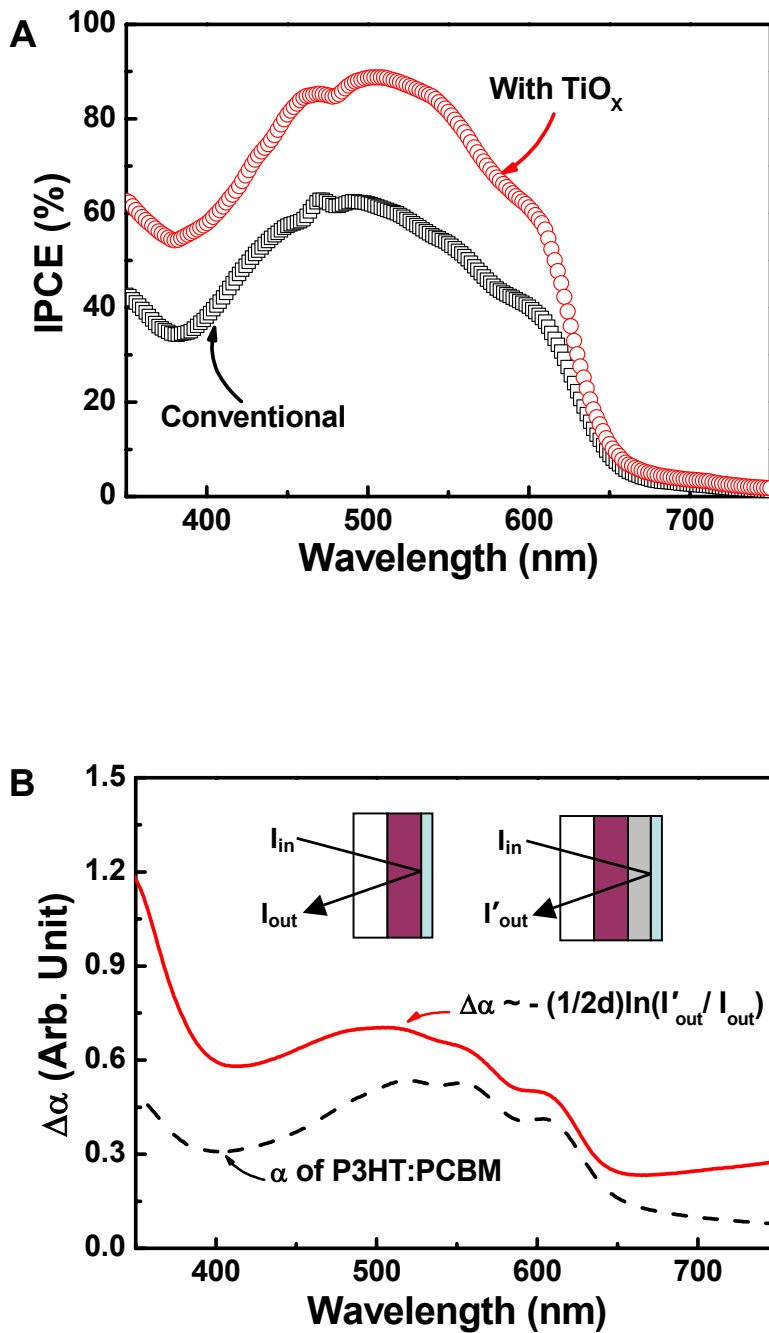 A
100
80
60
40
20
0
IPCE (%)
With TiOx
Conventional
400 500 600 700
Wavelength (nm)
B
1.5
1.2
0.9
0.6
0.3
0.0
Δα (Arb. Unit)
Iin
Iout
Iin
I′out
Δα ~ - (1/2d)ln(I′out/ Iout)
α of P3HT:PCBM
400 500 600 700
Wavelength (nm)